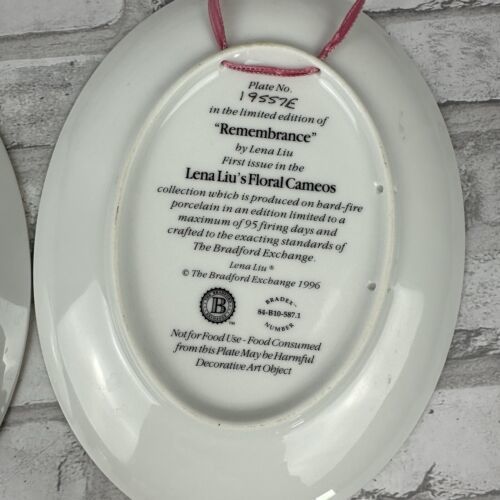 Plate No.
19557E
in the limited edition of
"Remembrance"
by Lena Liu
First issue in the
Lena Liu's Floral Cameos
collection which is produced on hard-fire
porcelain in an edition limited to a
maximum of 95 firing days and
crafted to the exacting standards of
The Bradford Exchange.
Lena Liu ®
© The Bradford Exchange 1996
B
TM
BRADEX
84-B10-587.1
NUMBER
Not for Food Use - Food Consumed
from this Plate May be Harmful
Decorative Art Object